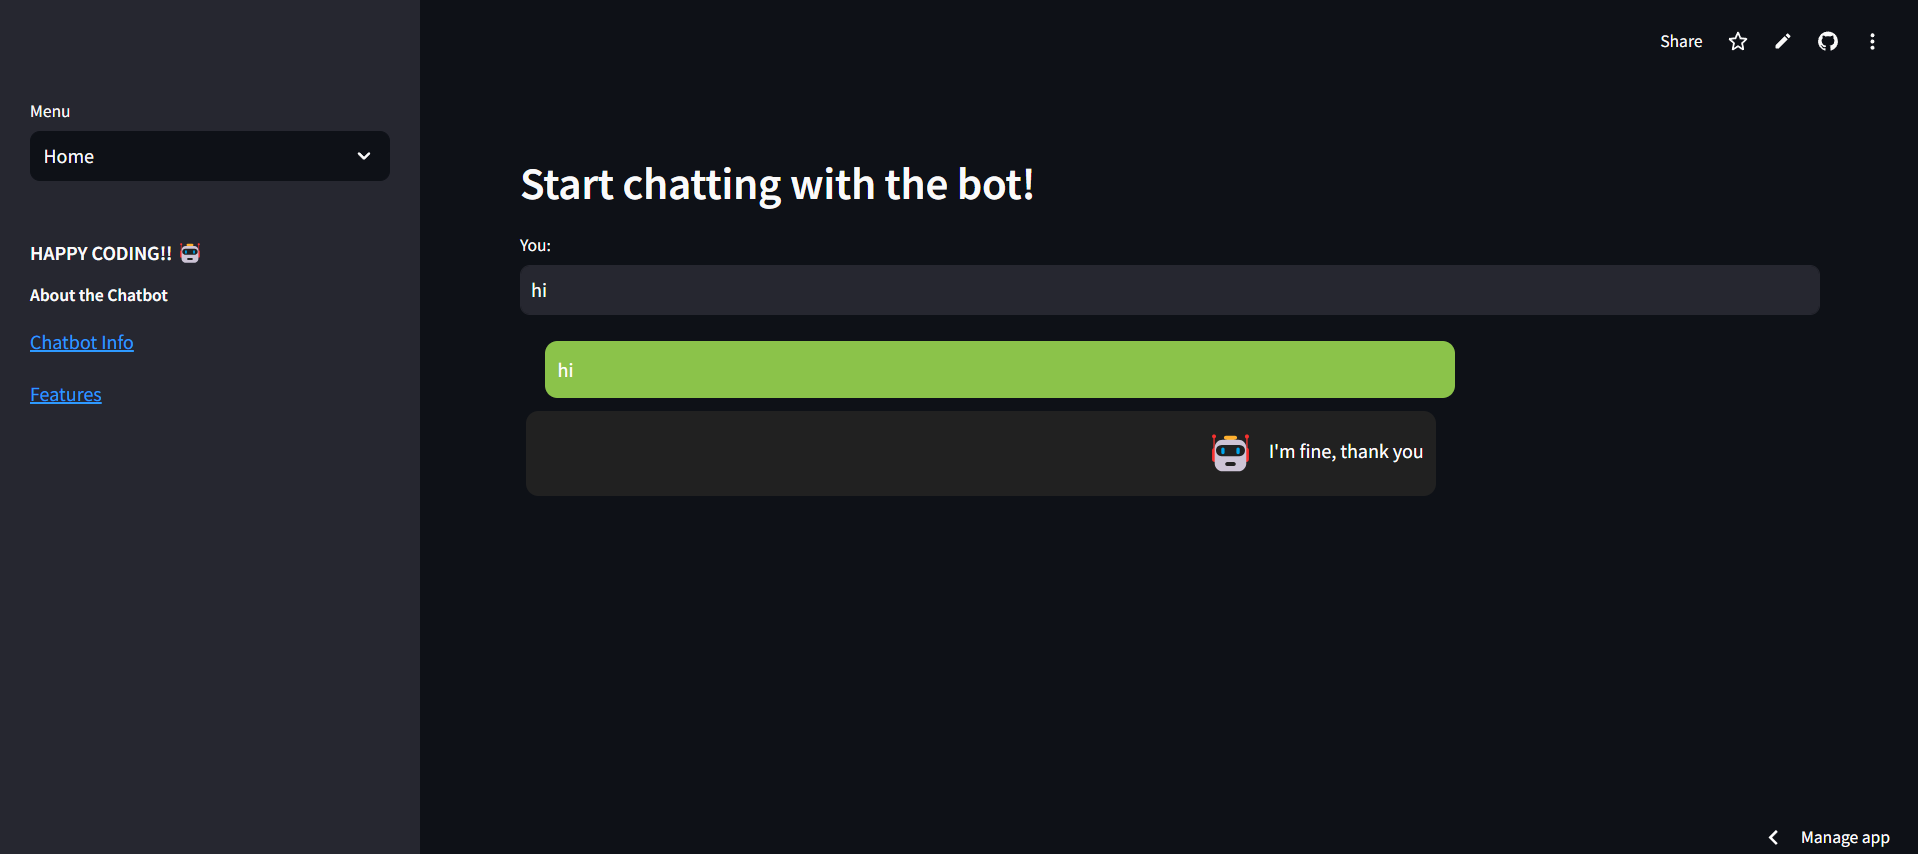 Share
Menu
Home
HAPPY CODING!!
About the Chatbot
Chatbot Info
Features
Start chatting with the bot!
You:
hi
hi
I'm fine, thank you
Manage app